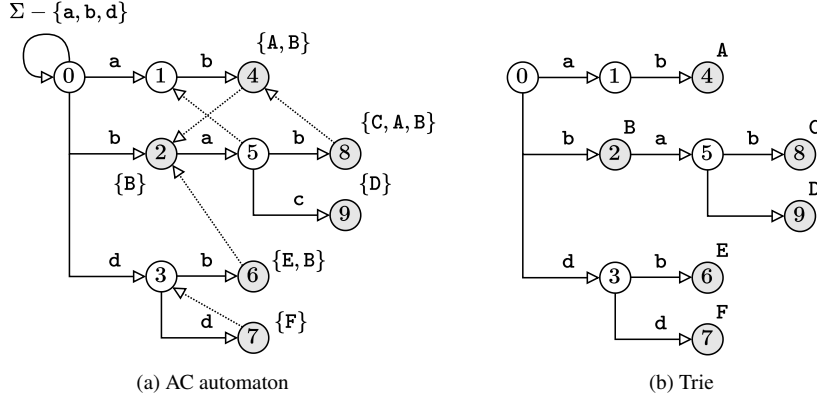 Σ − {a, b, d}
{A, B}
0 a 1 b 4
{C, A, B}
b 2 a 5 b 8
{B}
{D}
c 9
d 3 b 6 {E, B}
{F}
d 7
(a) AC automaton
A
0 a 1 b 4
B C
b 2 a 5 b 8
D
9
E
d 3 b 6
F
d 7
(b) Trie